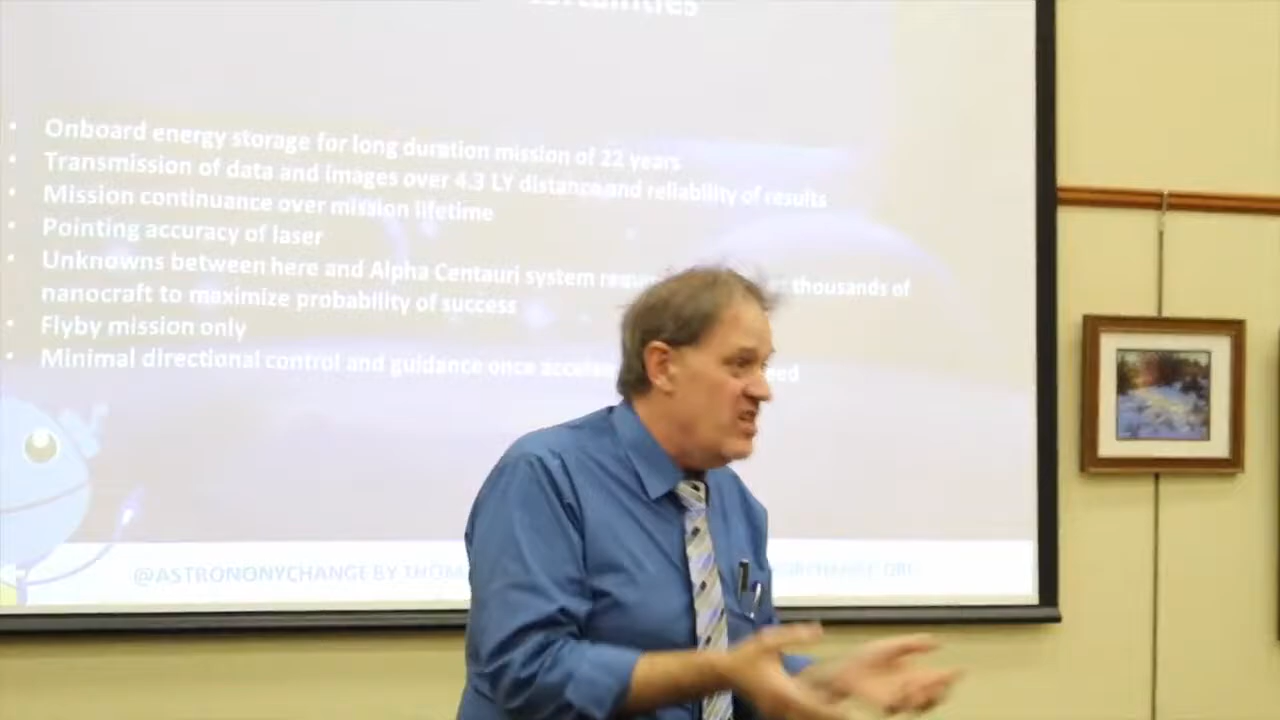 • Onboard energy storage for long duration mission of 22 years
• Transmission of data and images over 4.3 LY distance and reliability of results
• Mission continuance over mission lifetime
• Pointing accuracy of laser
• Unknowns between here and Alpha Centauri system thousands of
nanocraft to maximize probability of success
• Flyby mission only
• Minimal directional control and guidance once
@ASTRONONYCHANGE BY